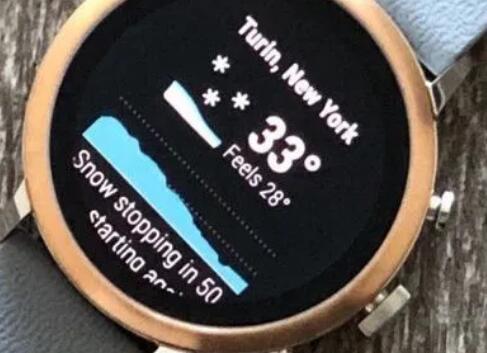 Turin, New York
33°
Feels 28°
Snow stopping in 50
starting